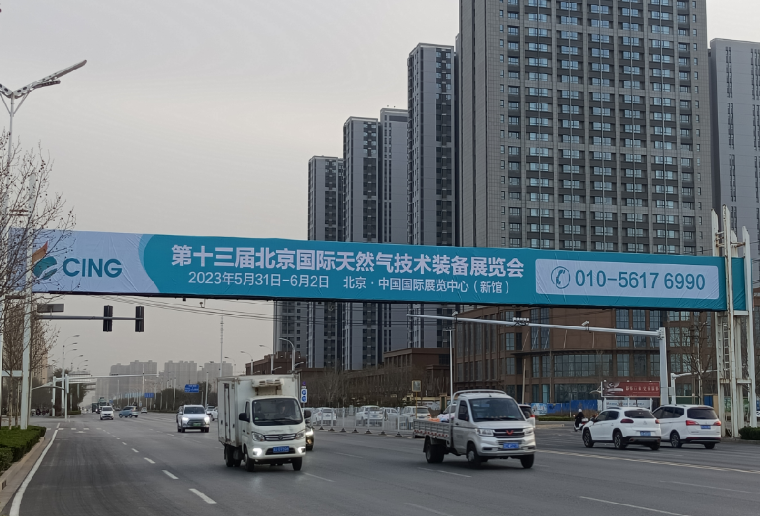 CING
第十三届北京国际天然气技术装备展览会
2023年5月31日-6月2日 北京·中国国际展览中心（新馆）
010-5617 6990